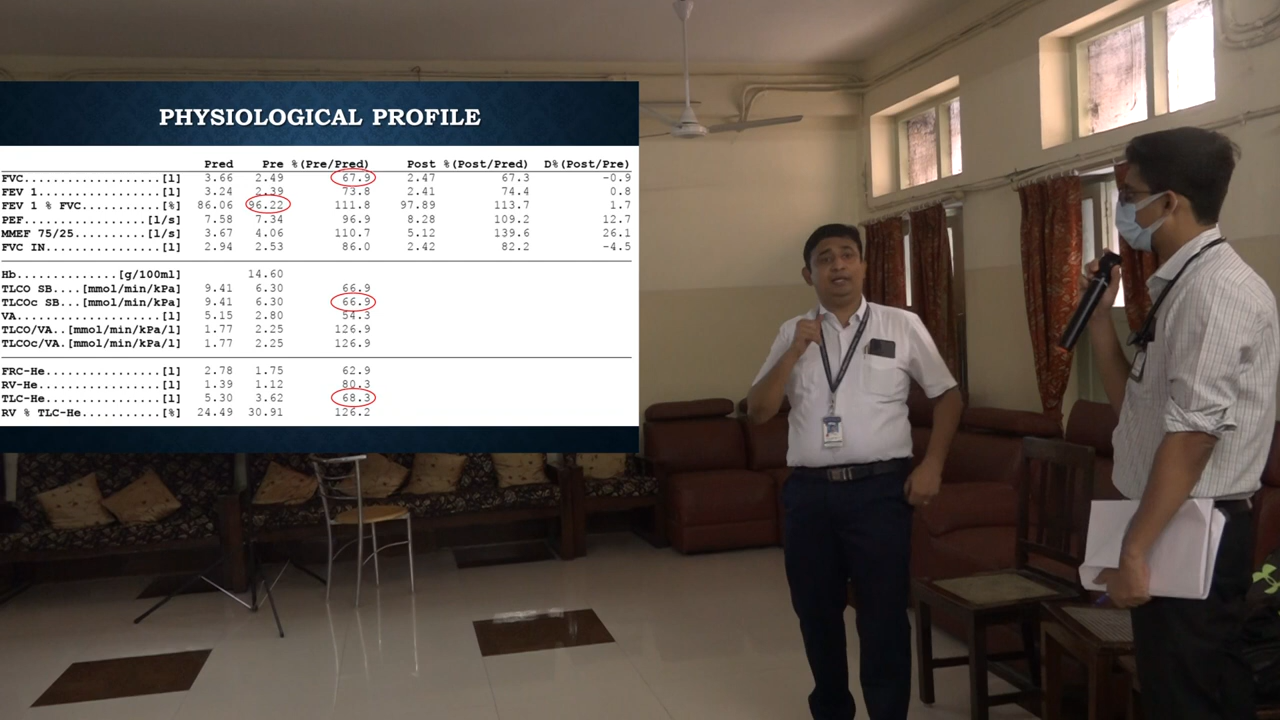 PHYSIOLOGICAL PROFILE
Pred Pre %(Pre/Pred) Post %(Post/Pred) D%(Post/Pre)
FVC...................[l] 3.66 2.49 67.9 2.47 67.3 -0.9
FEV 1.................[l] 3.24 2.39 73.8 2.41 74.4 0.8
FEV 1 % FVC...........[%] 86.06 96.22 111.8 97.89 113.7 1.7
PEF.................[l/s] 7.58 7.34 96.9 8.28 109.2 12.7
MMEF 75/25..........[l/s] 3.67 4.06 110.7 5.12 139.6 26.1
FVC IN................[l] 2.94 2.53 86.0 2.42 82.2 -4.5
Hb..............[g/100ml] 14.60
TLCO SB....[mmol/min/kPa] 9.41 6.30 66.9
TLCOc SB...[mmol/min/kPa] 9.41 6.30 66.9
VA....................[l] 5.15 2.80 54.3
TLCO/VA..[mmol/min/kPa/l] 1.77 2.25 126.9
TLCOc/VA.[mmol/min/kPa/l] 1.77 2.25 126.9
FRC-He................[l] 2.78 1.75 62.9
RV-He.................[l] 1.39 1.12 80.3
TLC-He................[l] 5.30 3.62 68.3
RV % TLC-He...........[%] 24.49 30.91 126.2